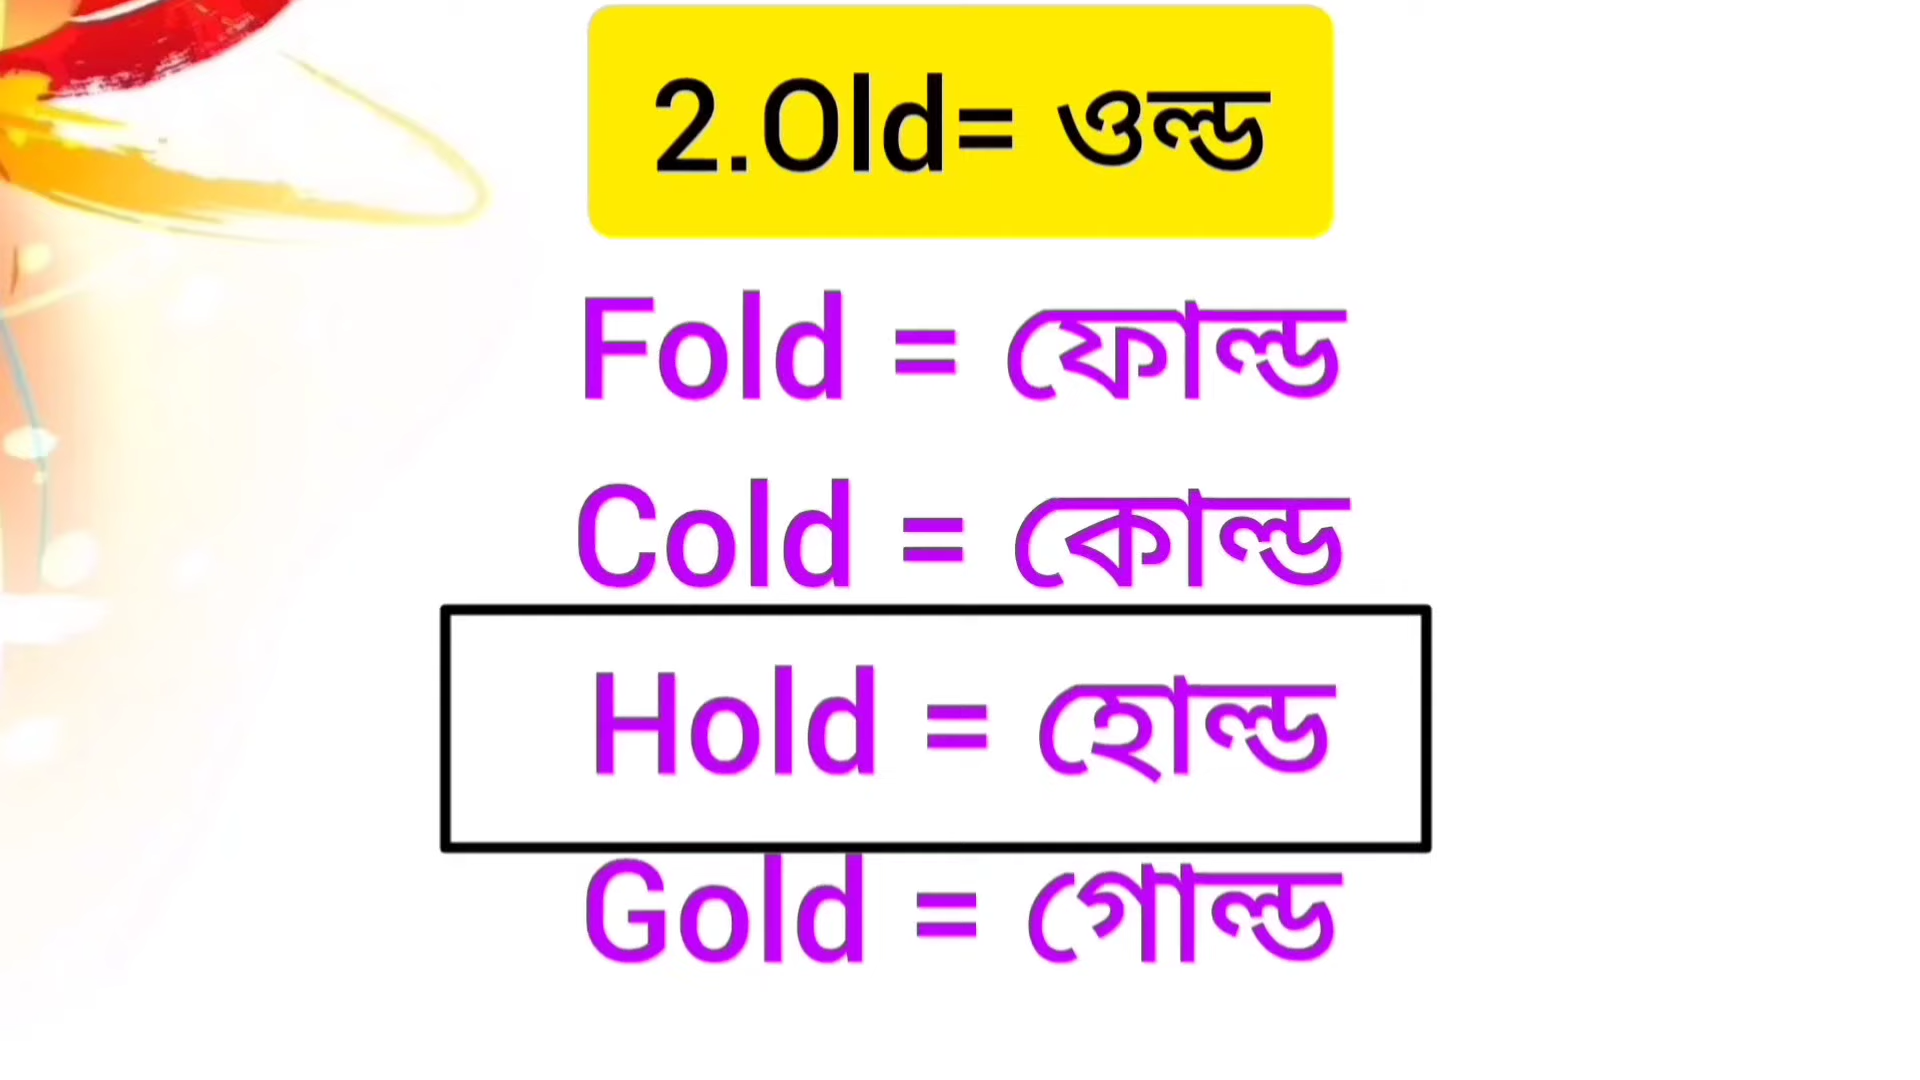 2.Old= ওল্ড
Fold = ফোল্ড
Cold = কোল্ড
Hold = হোল্ড
Gold = গোল্ড